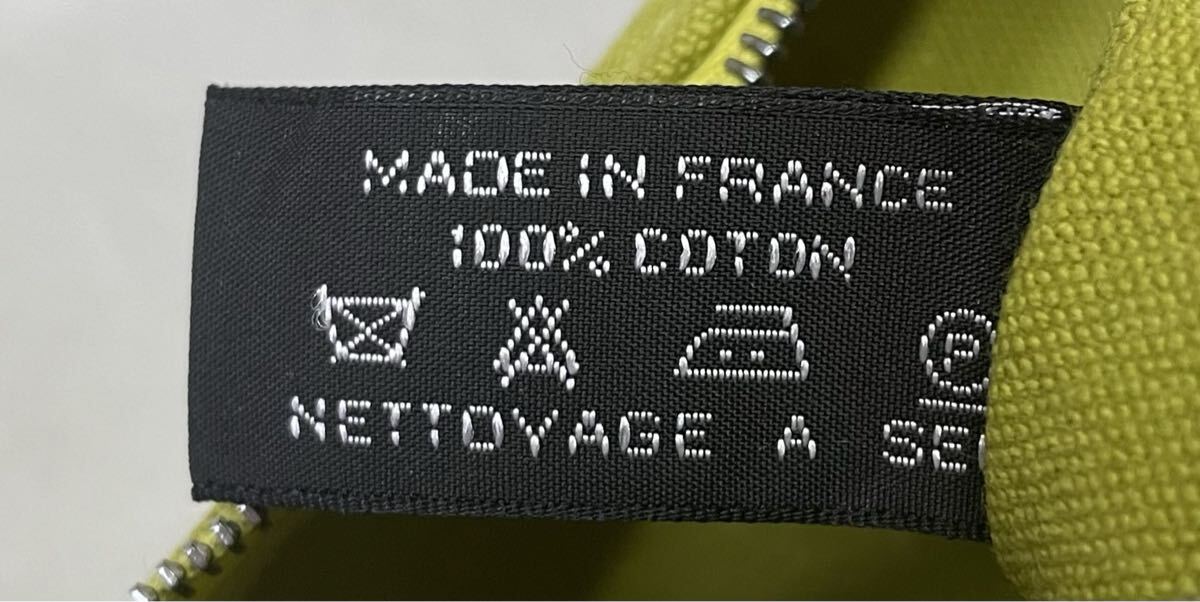 MADE IN FRANCE
100% COTON
P
NETTOYAGE A